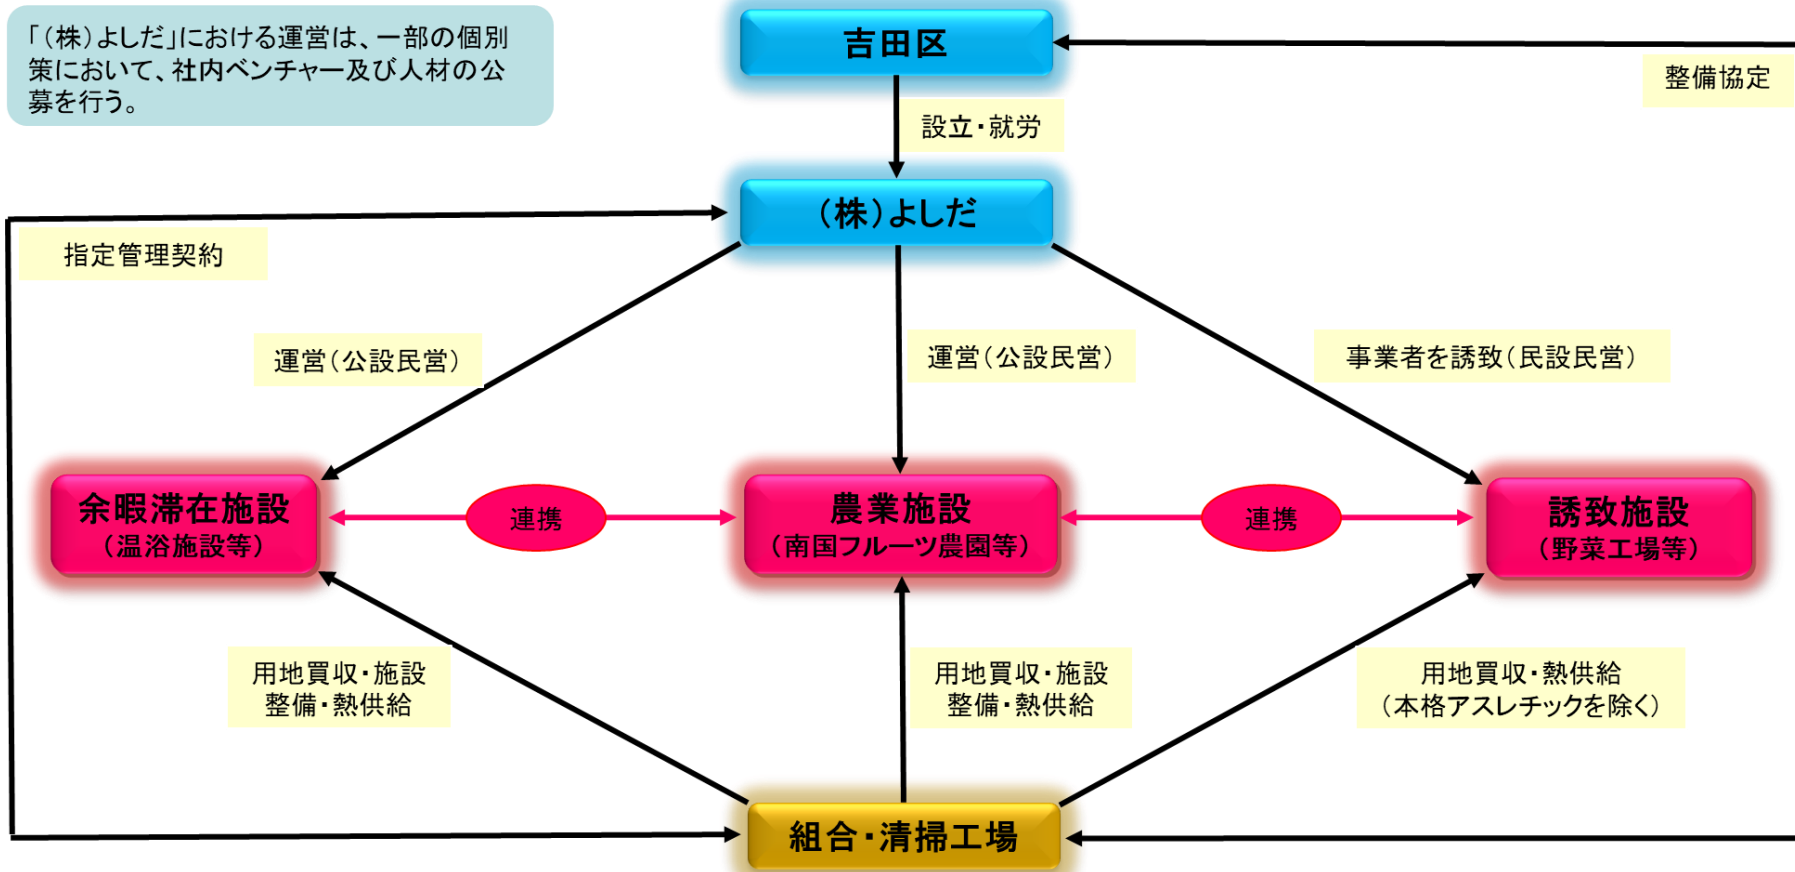 「(株)よしだ」における運営は、一部の個別
策において、社内ベンチャー及び人材の公
募を行う。
吉田区
整備協定
設立・就労
(株)よしだ
指定管理契約
運営(公設民営)
運営(公設民営)
事業者を誘致(民設民営)
余暇滞在施設
(温浴施設等)
連携
農業施設
(南国フルーツ農園等)
連携
誘致施設
(野菜工場等)
用地買収・施設
整備・熱供給
用地買収・施設
整備・熱供給
用地買収・熱供給
(本格アスレチックを除く)
組合・清掃工場